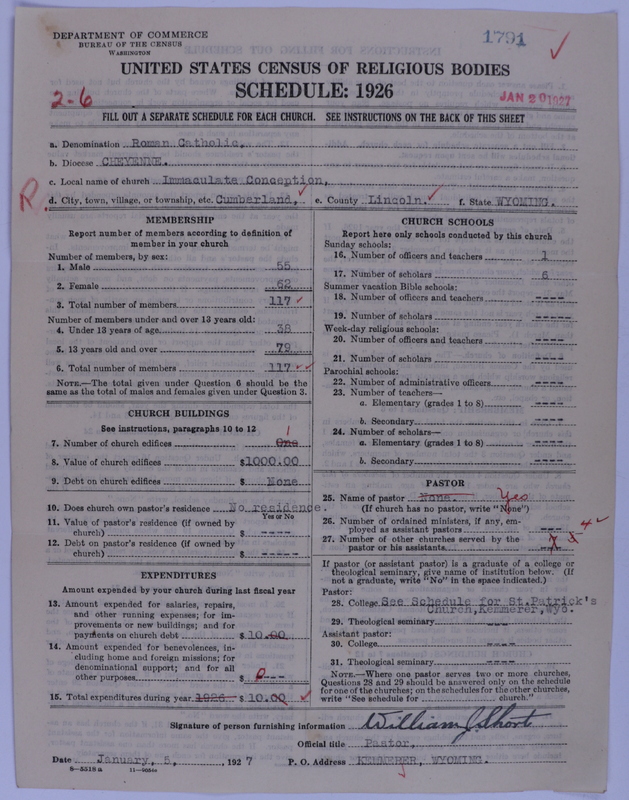 DEPARTMENT OF COMMERCE
BUREAU OF THE CENSUS
WASHINGTON
1791
UNITED STATES CENSUS OF RELIGIOUS BODIES
SCHEDULE: 1926
2-6
JAN 20 1927
FILL OUT A SEPARATE SCHEDULE FOR EACH CHURCH. SEE INSTRUCTIONS ON THE BACK OF THIS SHEET
a. Denomination Roman Catholic.
b. Diocese CHEYENNE.
c. Local name of church Immaculate Conception,
R
d. City, town, village, or township, etc. Cumberland, e. County Lincoln. f. State WYOMING.
MEMBERSHIP
Report number of members according to definition of
member in your church
Number of members, by sex:
1. Male 55
2. Female 62
3. Total number of members 117
Number of members under and over 13 years old:
4. Under 13 years of age 38
5. 13 years old and over 79
6. Total number of members 117
NOTE.—The total given under Question 6 should be the
same as the total of males and females given under Question 3.
CHURCH BUILDINGS
See instructions, paragraphs 10 to 12
1
7. Number of church edifices One
8. Value of church edifices $1000.00
9. Debt on church edifices $ None
10. Does church own pastor's residence No residence.
Yes or No
11. Value of pastor's residence (if owned by
church) $ -----
12. Debt on pastor's residence (if owned by
church) $ -----
EXPENDITURES
Amount expended by your church during last fiscal year
13. Amount expended for salaries, repairs,
and other running expenses; for im-
provements or new buildings; and for
payments on church debt $10.00
14. Amount expended for benevolences, in-
cluding home and foreign missions; for
denominational support; and for all
other purposes $ 0----
15. Total expenditures during year 1926 $ 10.00
CHURCH SCHOOLS
Report here only schools conducted by this church
Sunday schools:
16. Number of officers and teachers 1
17. Number of scholars 6
Summer vacation Bible schools:
18. Number of officers and teachers ----
19. Number of scholars ----
Week-day religious schools:
20. Number of officers and teachers ----
21. Number of scholars ----
Parochial schools:
22. Number of administrative officers ----
23. Number of teachers—
a. Elementary (grades 1 to 8) ----
b. Secondary ----
24. Number of scholars—
a. Elementary (grades 1 to 8) ----
b. Secondary ----
PASTOR
25. Name of pastor None. Yes
(If church has no pastor, write "None")
26. Number of ordained ministers, if any, em-
ployed as assistant pastors ----
27. Number of other churches served by the
pastor or his assistants 4
If pastor (or assistant pastor) is a graduate of a college or
theological seminary, give name of institution below. (If
not a graduate, write "No" in the space indicated.)
Pastor:
28. College See Schedule for St.Patrick's
Church,Kemmerer,Wyo.
29. Theological seminary ----
Assistant pastor:
30. College ----
31. Theological seminary ----
NOTE.—Where one pastor serves two or more churches,
Questions 28 and 29 should be answered only on the schedule
for one of the churches; on the schedules for the other churches,
write "See schedule for ........ church."
Signature of person furnishing information William J Short
Official title Pastor,
Date January, 5, 1927 P. O. Address KEMMERER, WYOMING.
8—5518a 11—9054a